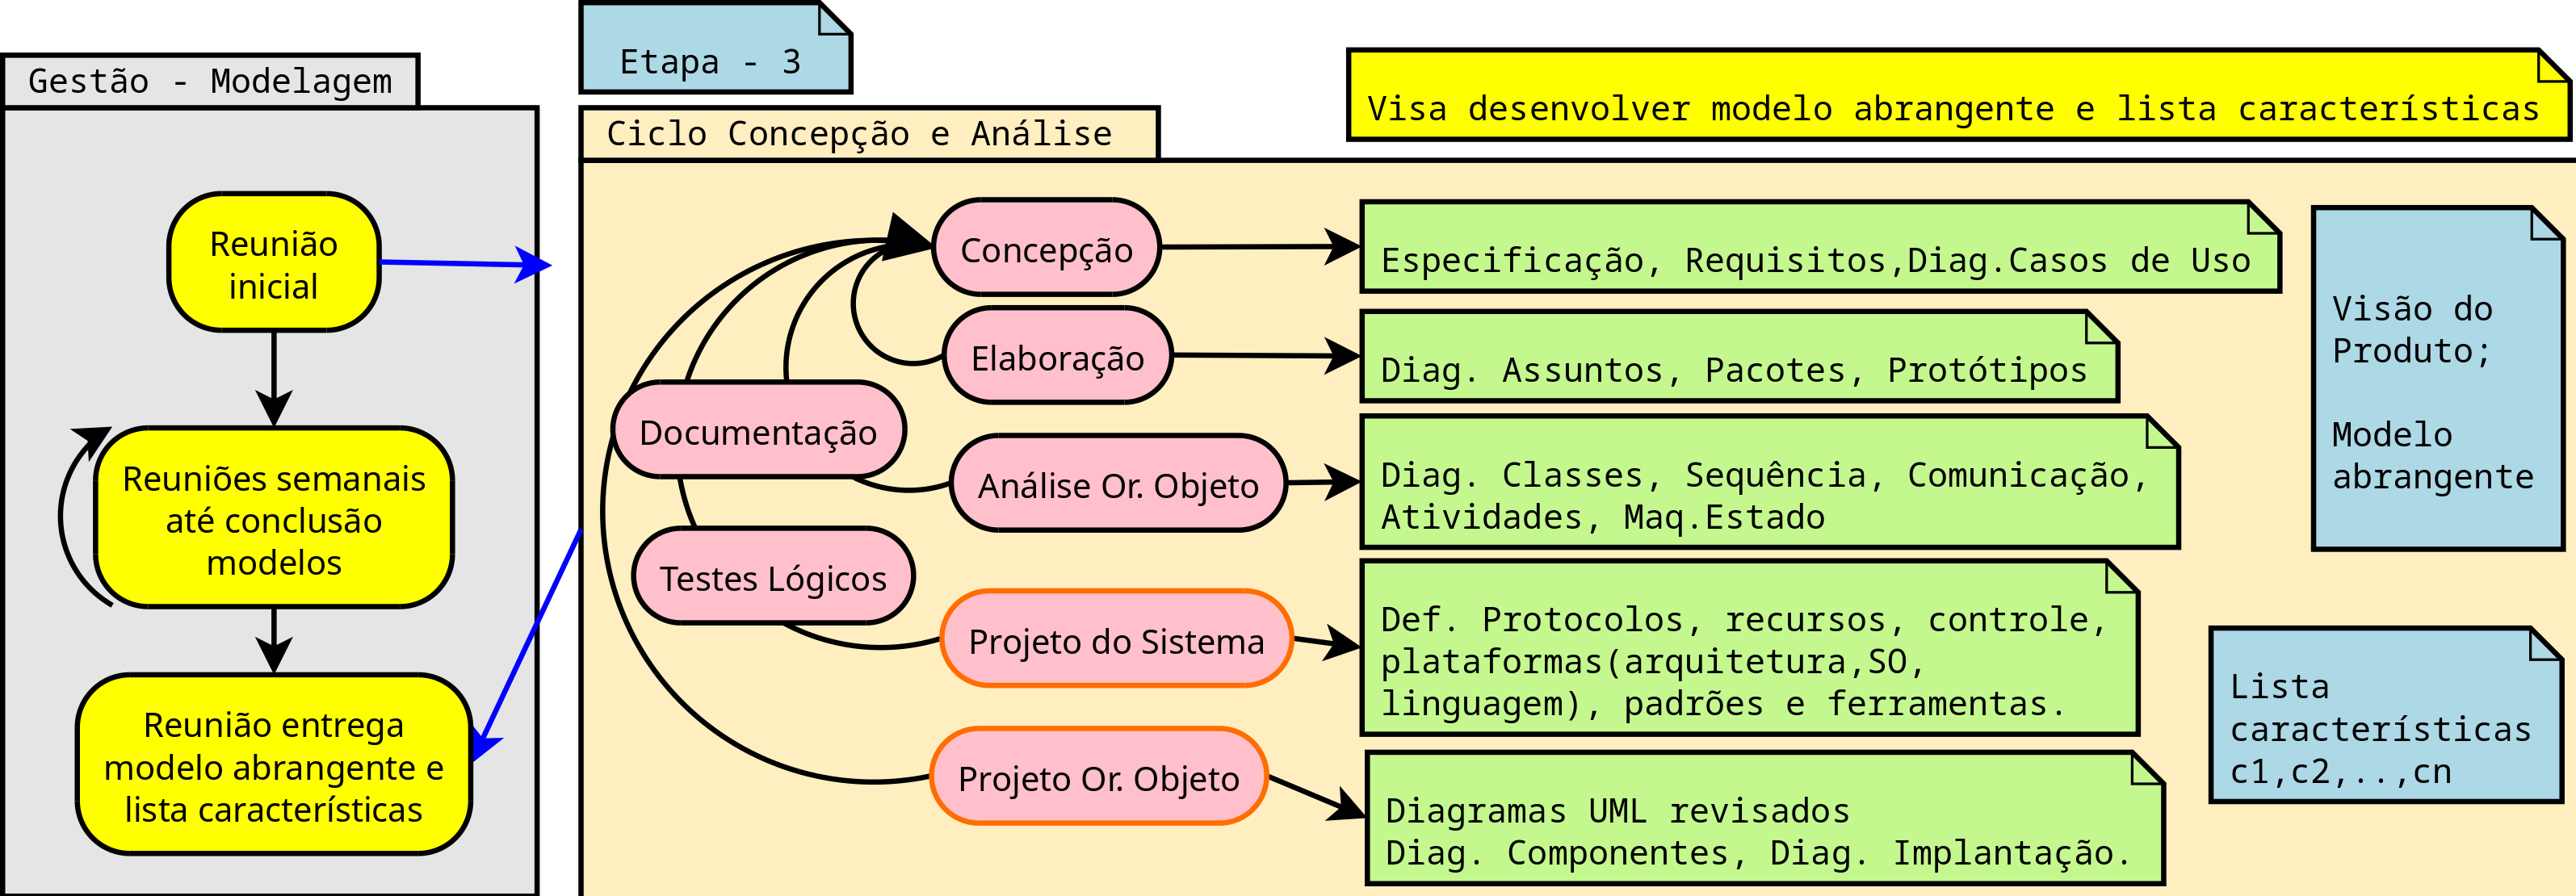 Etapa - 3
Gestão - Modelagem
Visa desenvolver modelo abrangente e lista características
Ciclo Concepção e Análise
Reunião
inicial
Reuniões semanais
até conclusão
modelos
Reunião entrega
modelo abrangente e
lista características
Concepção
Especificação, Requisitos,Diag.Casos de Uso
Elaboração
Diag. Assuntos, Pacotes, Protótipos
Documentação
Análise Or. Objeto
Diag. Classes, Sequência, Comunicação,
Atividades, Maq.Estado
Testes Lógicos
Projeto do Sistema
Def. Protocolos, recursos, controle,
plataformas(arquitetura,SO,
linguagem), padrões e ferramentas.
Projeto Or. Objeto
Diagramas UML revisados
Diag. Componentes, Diag. Implantação.
Visão do
Produto;
Modelo
abrangente
Lista
características
c1,c2,..,cn